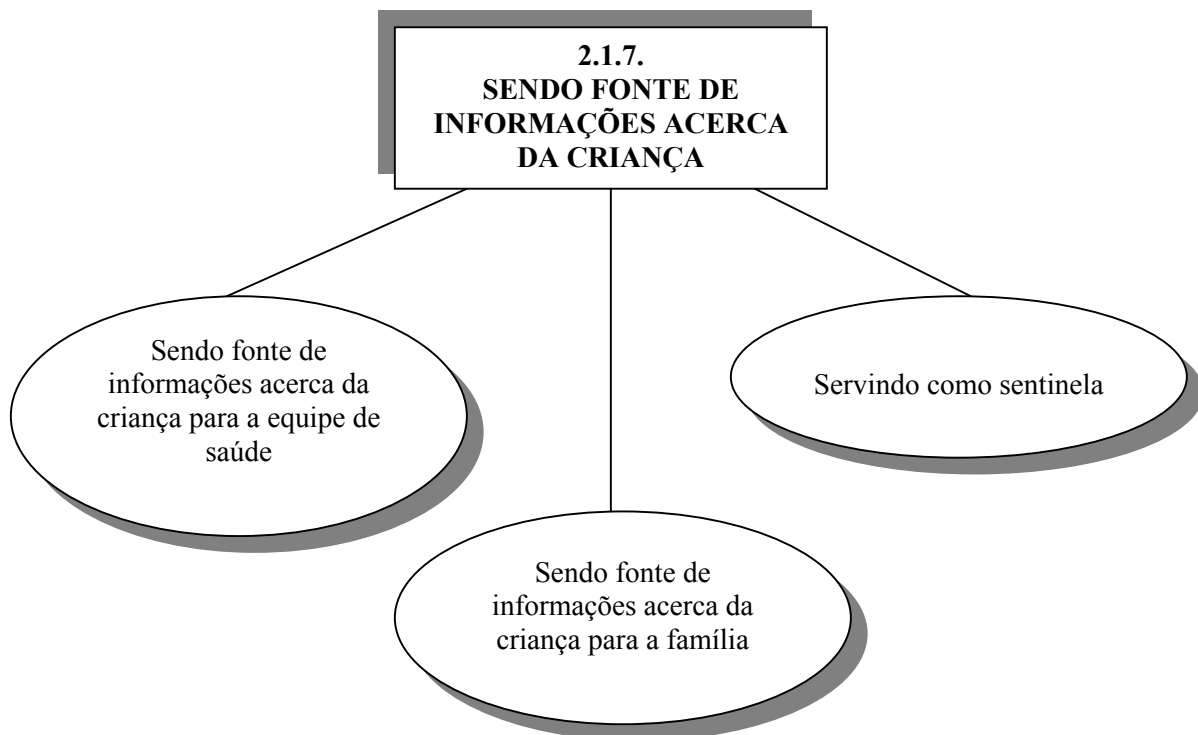 2.1.7.
SENDO FONTE DE
INFORMAÇÕES ACERCA
DA CRIANÇA
Sendo fonte de
informações acerca da
criança para a equipe de
saúde
Servindo como sentinela
Sendo fonte de
informações acerca da
criança para a família